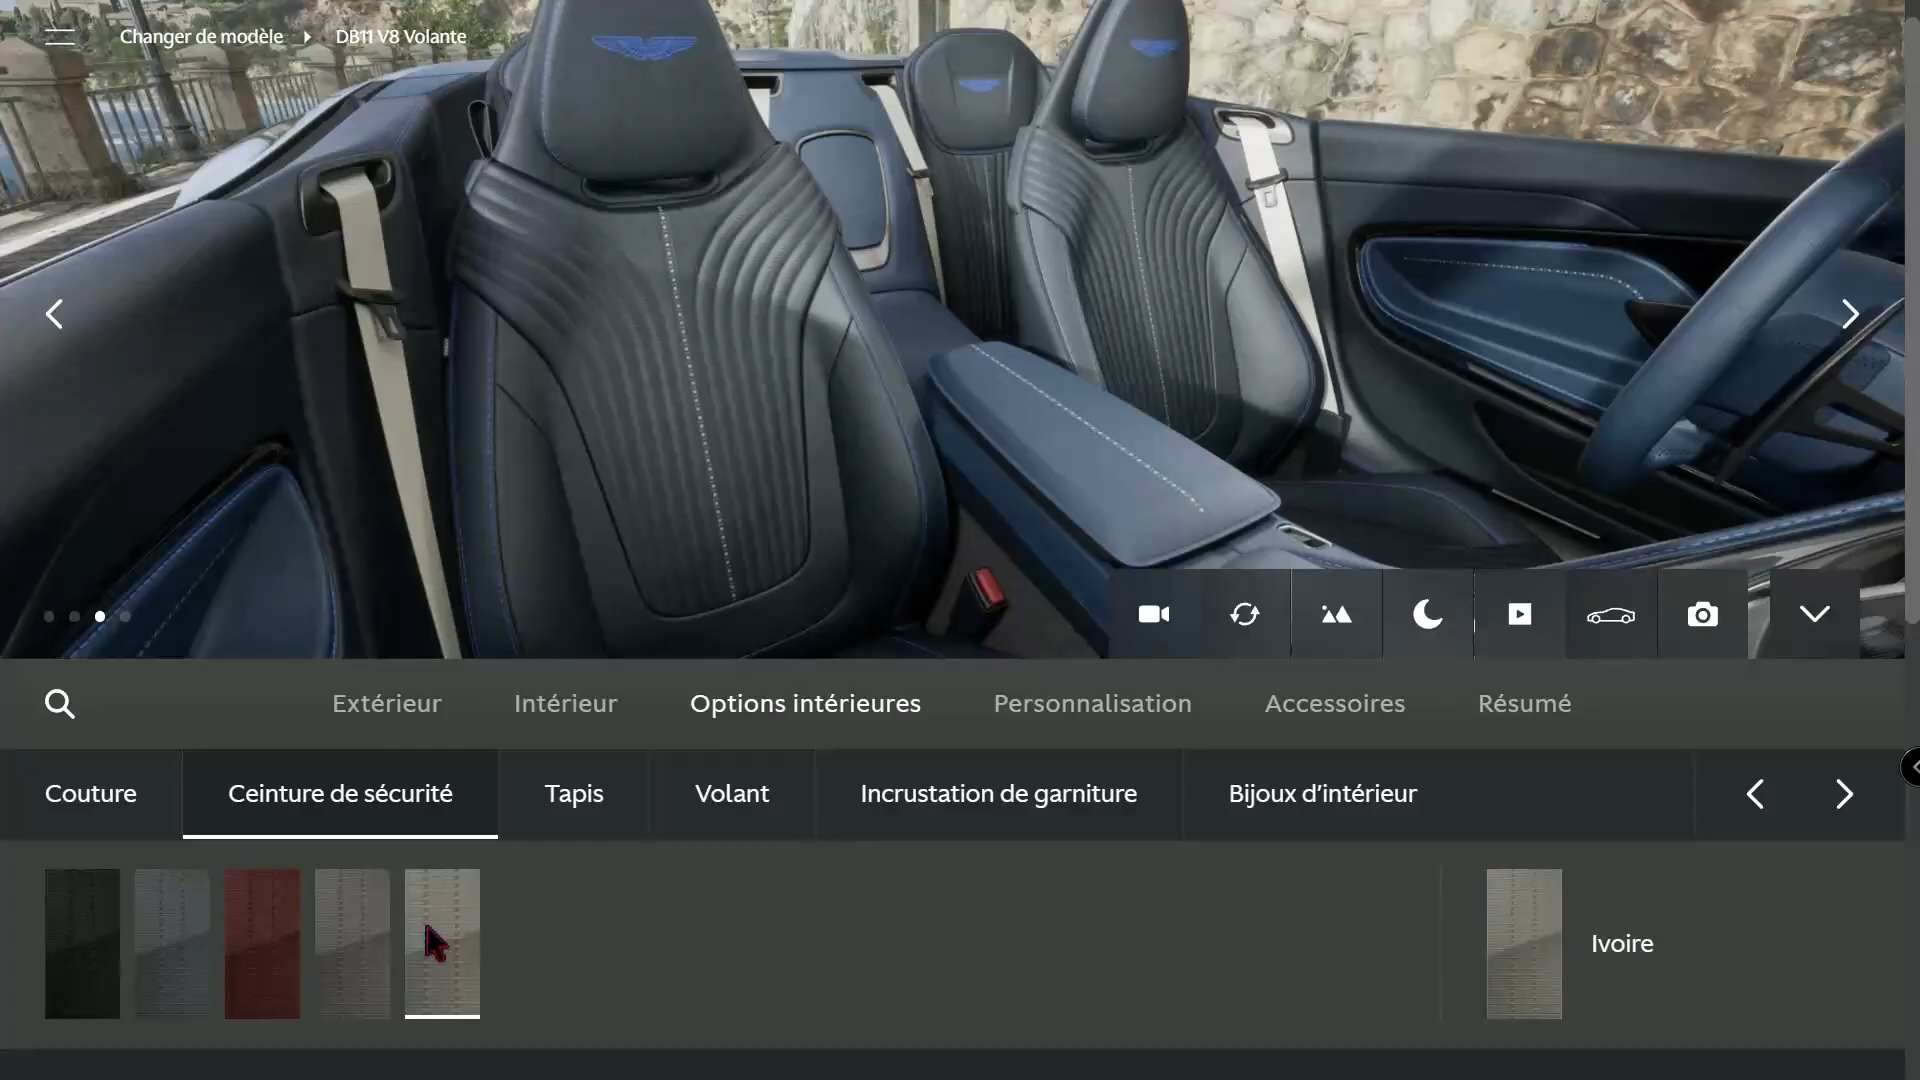 Changer de modèle
DB11 V8 Volante
Extérieur
Intérieur
Options intérieures
Personnalisation
Accessoires
Résumé
Couture
Ceinture de sécurité
Tapis
Volant
Incrustation de garniture
Bijoux d’intérieur
Ivoire